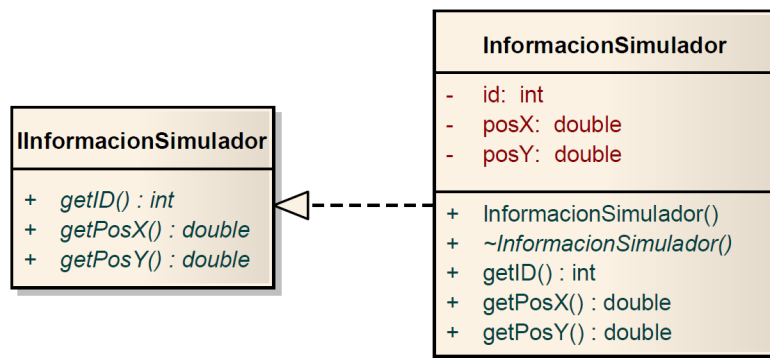 IInformacionSimulador
+ getID() : int
+ getPosX() : double
+ getPosY() : double
InformacionSimulador
- id: int
- posX: double
- posY: double
+ InformacionSimulador()
+ ~InformacionSimulador()
+ getID() : int
+ getPosX() : double
+ getPosY() : double